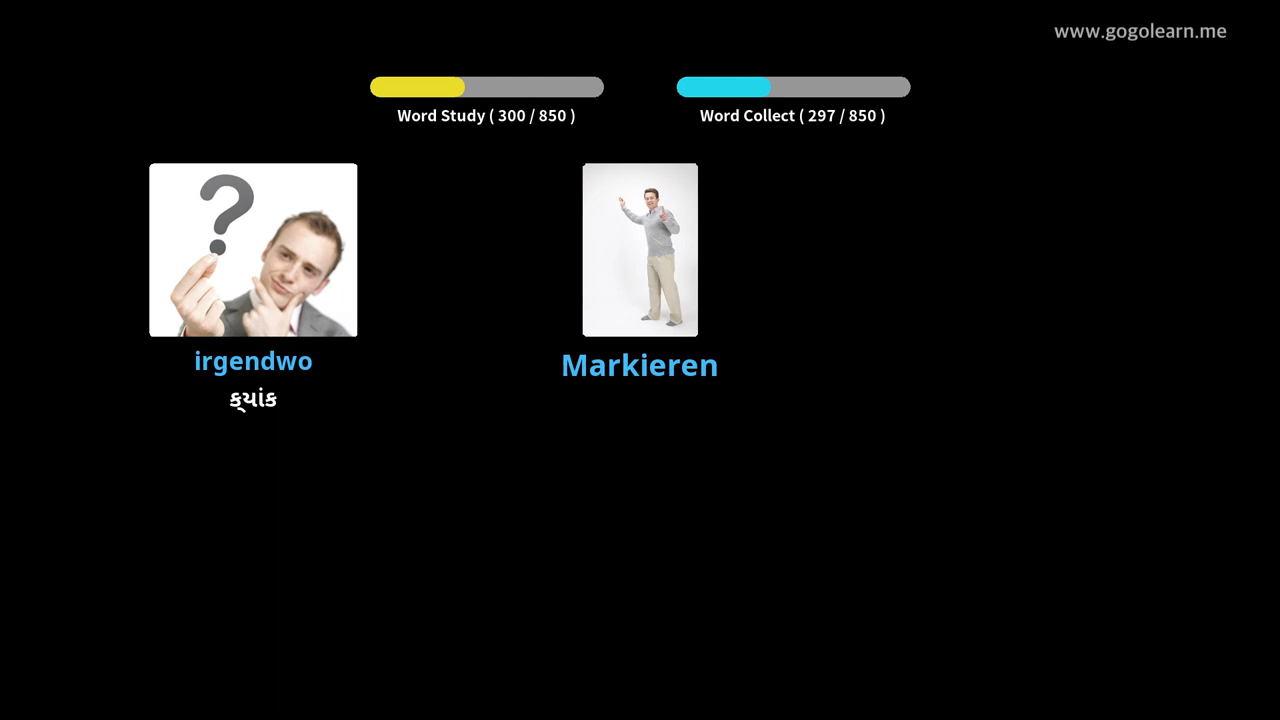 www.gogolearn.me
Word Study ( 300 / 850 )
Word Collect ( 297 / 850 )
irgendwo
ક્યાંક
Markieren